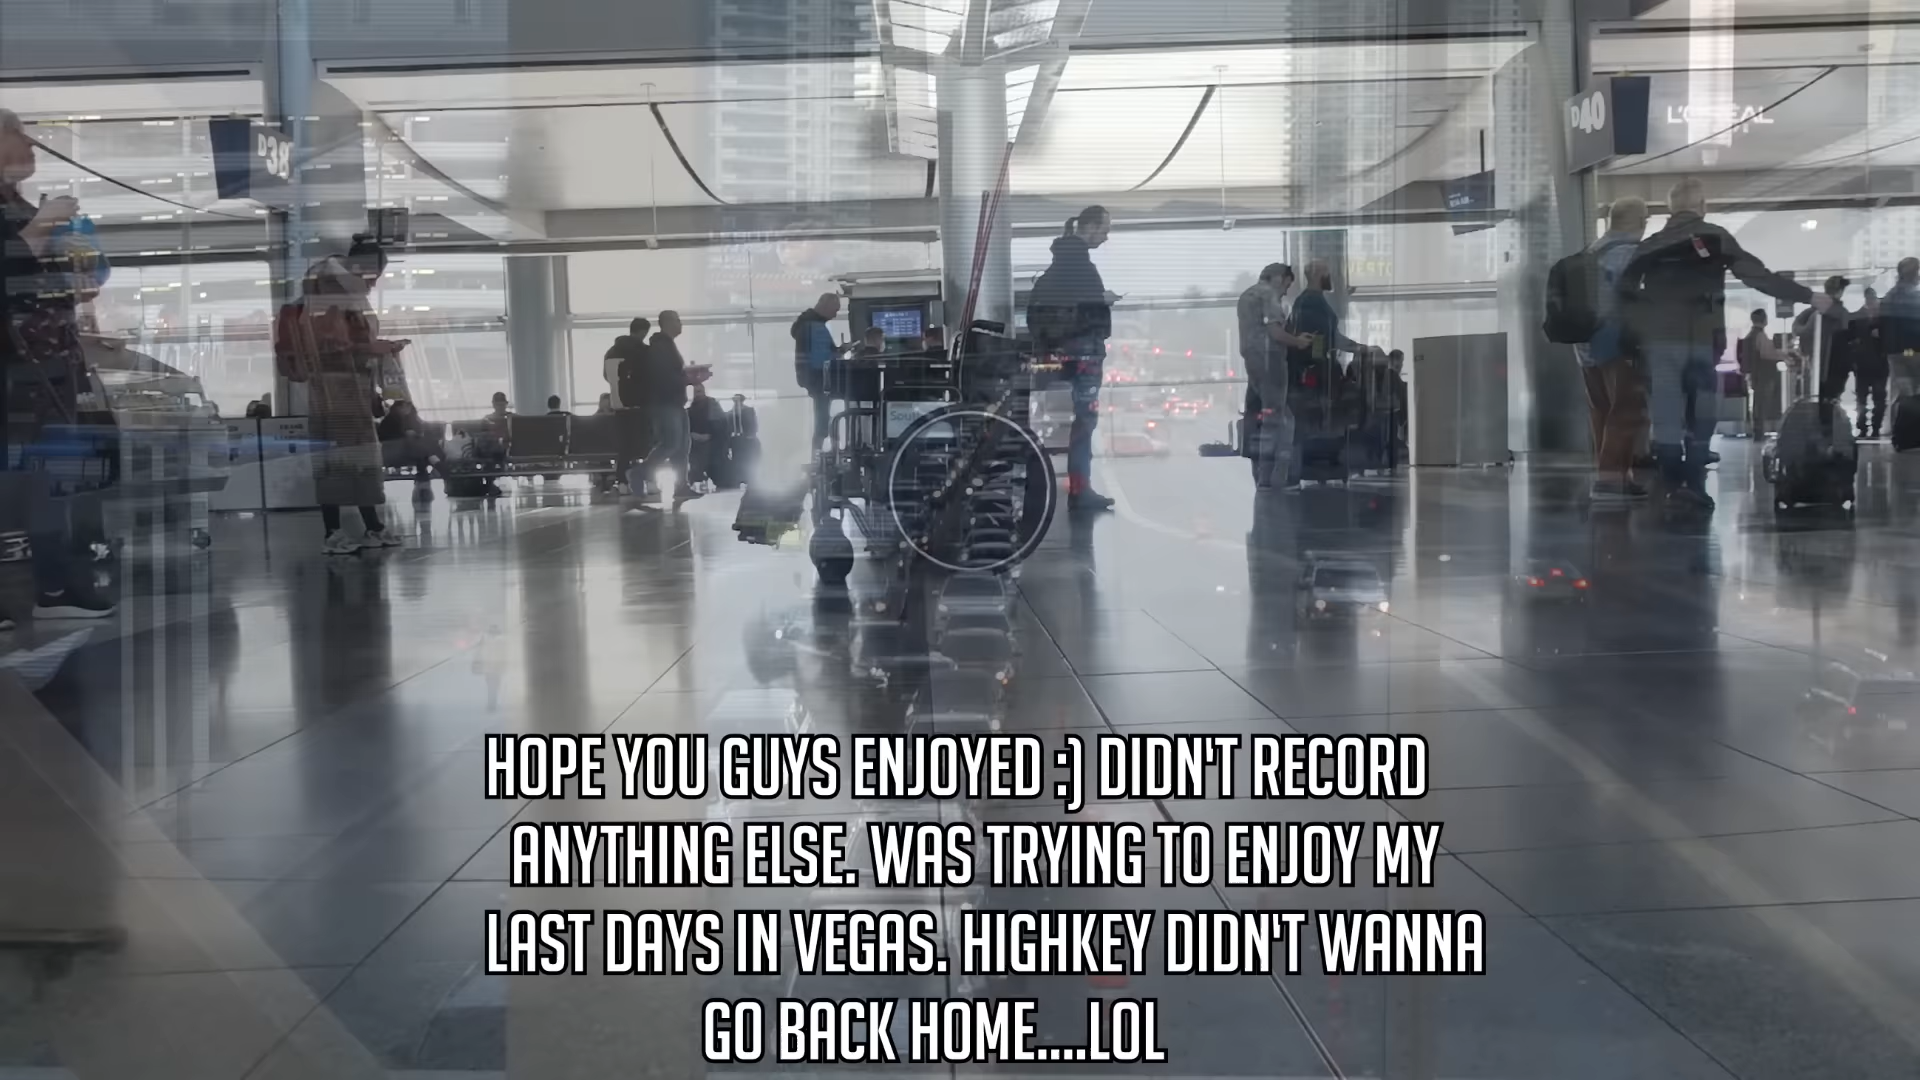 D38
D40
L'ORÉAL
HOPE YOU GUYS ENJOYED :) DIDN'T RECORD
ANYTHING ELSE. WAS TRYING TO ENJOY MY
LAST DAYS IN VEGAS. HIGHKEY DIDN'T WANNA
GO BACK HOME....LOL